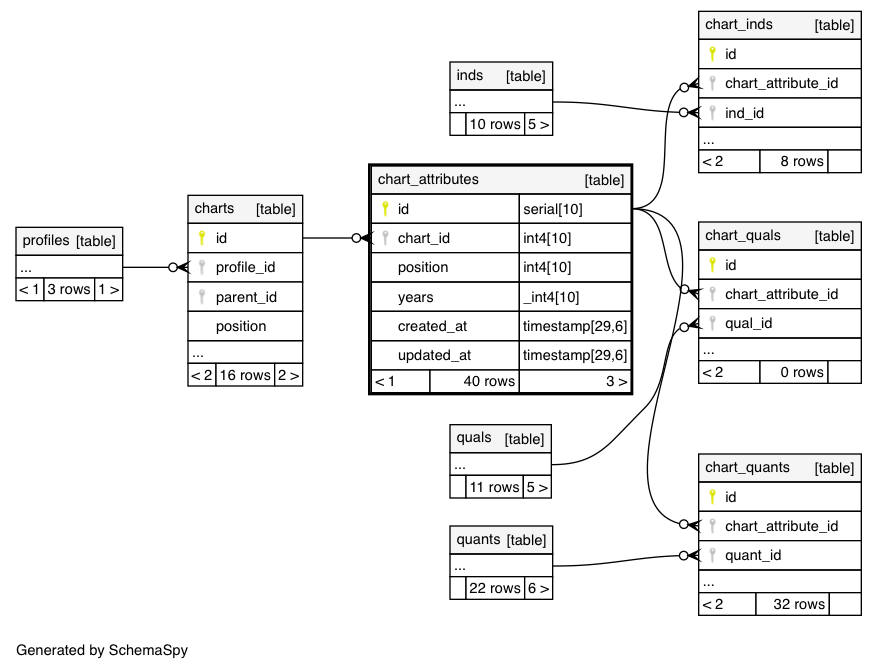 chart_inds [table]
id
chart_attribute_id
ind_id
...
< 2 8 rows
inds [table]
...
10 rows 5 >
chart_attributes [table]
id serial[10]
chart_id int4[10]
position int4[10]
years _int4[10]
created_at timestamp[29,6]
updated_at timestamp[29,6]
< 1 40 rows 3 >
charts [table]
id
profile_id
parent_id
position
...
< 2 16 rows 2 >
profiles [table]
...
< 1 3 rows 1 >
chart_quals [table]
id
chart_attribute_id
qual_id
...
< 2 0 rows
quals [table]
...
11 rows 5 >
chart_quants [table]
id
chart_attribute_id
quant_id
...
< 2 32 rows
quants [table]
...
22 rows 6 >
Generated by SchemaSpy